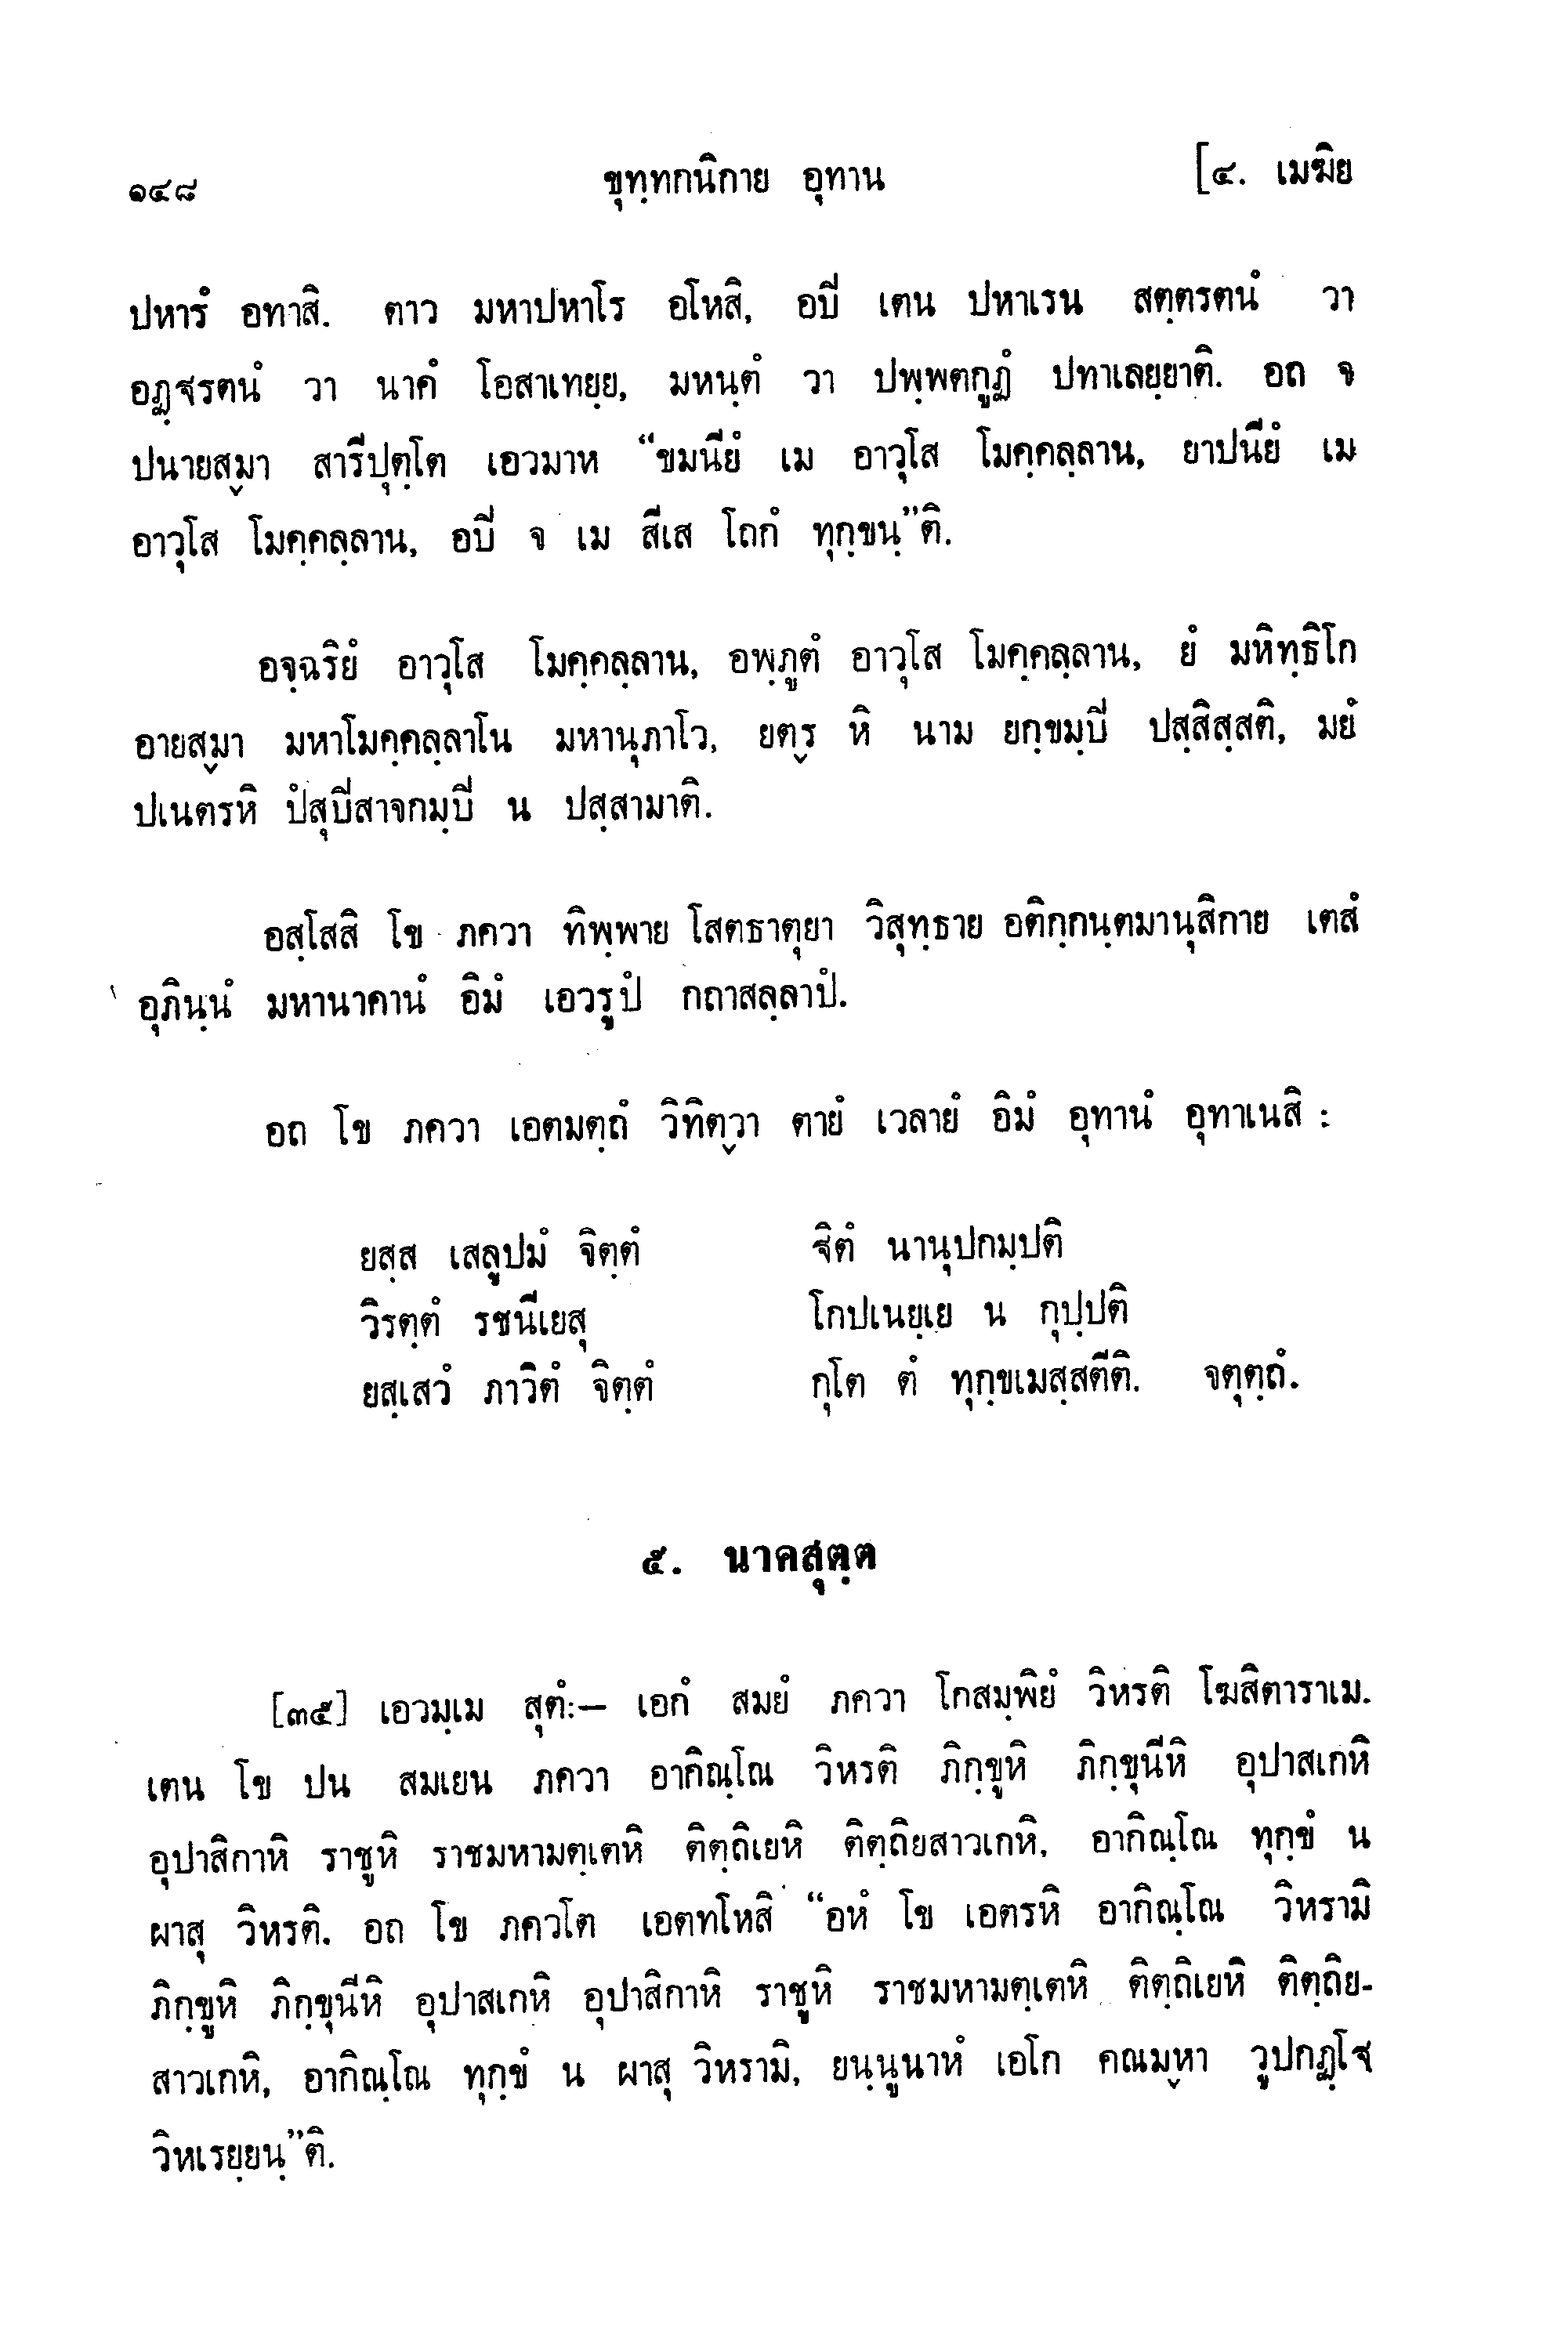 ๑๔๘ ขุทฺทกนิกาย อุทาน [๔. เมฆิย
ปหารํ อทาสิ. ตาว มหาปหาโร อโหสิ, อปิ เตน ปหาเรน สตฺตรตนํ วา
อฏฺฐรตนํ วา นาคํ โอสาเทยฺย, มหนฺตํ วา ปพฺพตกูฏํ ปทาเลยฺยาติ. อถ จ
ปนายสฺมา สารีปุตฺโต เอวมาห “ขมนียํ เม อาวุโส โมคฺคลฺลาน, ยาปนียํ เม
อาวุโส โมคฺคลฺลาน, อปิ จ เม สีเส โถกํ ทุกฺขนฺ”ติ.
อจฺฉริยํ อาวุโส โมคฺคลฺลาน, อพฺภูตํ อาวุโส โมคฺคลฺลาน, ยํ มหิทฺธิโก
อายสฺมา มหาโมคฺคลฺลาโน มหานุภาโว, ยตฺร หิ นาม ยกฺขมฺปิ ปสฺสิสฺสติ, มยํ
ปเนตรหิ ปํสุปิสาจกมฺปิ น ปสฺสามาติ.
อสฺโสสิ โข ภควา ทิพฺพาย โสตธาตุยา วิสุทฺธาย อติกฺกนฺตมานุสิกาย เตสํ
อุภินฺนํ มหานาคานํ อิมํ เอวรูปํ กถาสลฺลาปํ.
อถ โข ภควา เอตมตฺถํ วิทิตฺวา ตายํ เวลายํ อิมํ อุทานํ อุทาเนสิ :
ยสฺส เสลูปมํ จิตฺตํ ฐิตํ นานุปกมฺปติ
วิรตฺตํ รชนีเยสุ โกปเนยฺเย น กุปฺปติ
ยสฺเสวํ ภาวิตํ จิตฺตํ กุโต ตํ ทุกฺขเมสฺสตีติ. จตุตฺถํ.
๕. นาคสุตฺต
[๓๕] เอวมฺเม สุตํ:— เอกํ สมยํ ภควา โกสมฺพิยํ วิหรติ โฆสิตาราเม.
เตน โข ปน สมเยน ภควา อากิณฺโณ วิหรติ ภิกฺขูหิ ภิกฺขุนีหิ อุปาสเกหิ
อุปาสิกาหิ ราชูหิ ราชมหามตฺเตหิ ติตฺถิเยหิ ติตฺถิยสาวเกหิ, อากิณฺโณ ทุกฺขํ น
ผาสุ วิหรติ. อถ โข ภควโต เอตทโหสิ “อหํ โข เอตรหิ อากิณฺโณ วิหรามิ
ภิกฺขูหิ ภิกฺขุนีหิ อุปาสเกหิ อุปาสิกาหิ ราชูหิ ราชมหามตฺเตหิ ติตฺถิเยหิ ติตฺถิย-
สาวเกหิ, อากิณฺโณ ทุกฺขํ น ผาสุ วิหรามิ, ยนฺนูนาหํ เอโก คณมฺหา วูปกฏฺโฐ
วิหเรยฺยนฺ”ติ.